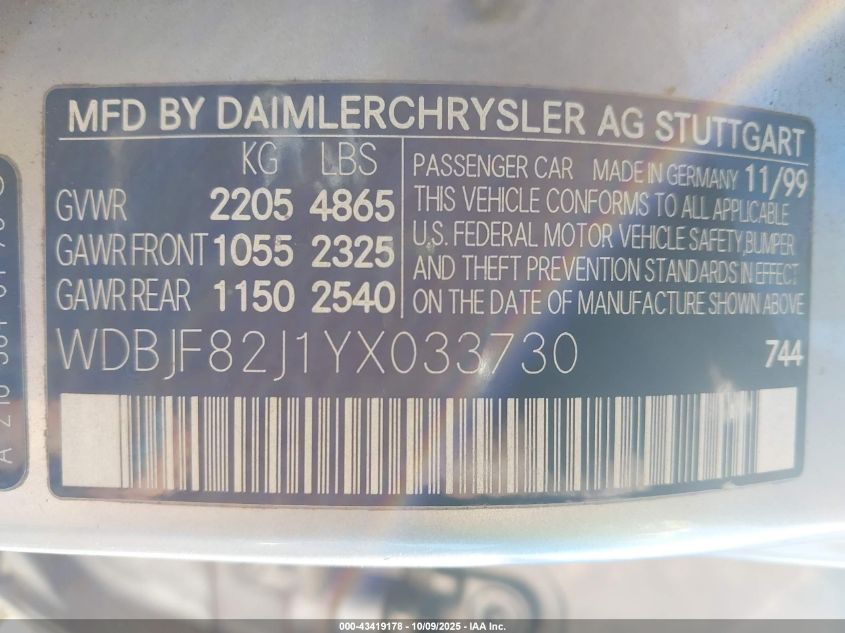 MFD BY DAIMLERCHRYSLER AG STUTTGART
KG LBS
GVWR 2205 4865
GAWR FRONT 1055 2325
GAWR REAR 1150 2540
PASSENGER CAR MADE IN GERMANY 11/99
THIS VEHICLE CONFORMS TO ALL APPLICABLE
U.S. FEDERAL MOTOR VEHICLE SAFETY,BUMPER
AND THEFT PREVENTION STANDARDS IN EFFECT
ON THE DATE OF MANUFACTURE SHOWN ABOVE
WDBJF82J1YX033730
744
A 210
000-43419178 - 10/09/2025 - IAA Inc.